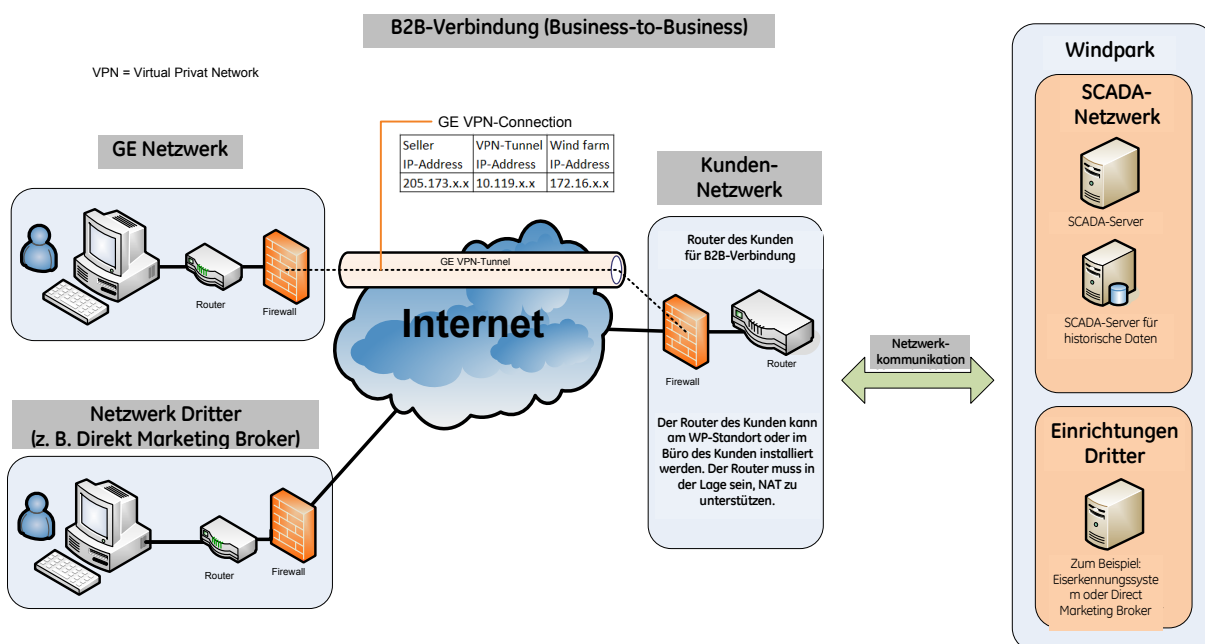 B2B-Verbindung (Business-to-Business)
VPN = Virtual Privat Network
GE Netzwerk
Router
Firewall
GE VPN-Connection
Seller VPN-Tunnel Wind farm
IP-Address IP-Address IP-Address
205.173.x.x 10.119.x.x 172.16.x.x
GE VPN-Tunnel
Internet
Netzwerk Dritter
(z. B. Direkt Marketing Broker)
Router
Firewall
Kunden-
Netzwerk
Router des Kunden
für B2B-Verbindung
Firewall
Router
Der Router des Kunden kann
am WP-Standort oder im
Büro des Kunden installiert
werden. Der Router muss in
der Lage sein, NAT zu
unterstützen.
Netzwerk-
kommunikation
Windpark
SCADA-
Netzwerk
SCADA-Server
SCADA-Server für
historische Daten
Einrichtungen
Dritter
Zum Beispiel:
Eiserkennungssyste
m oder Direct
Marketing Broker